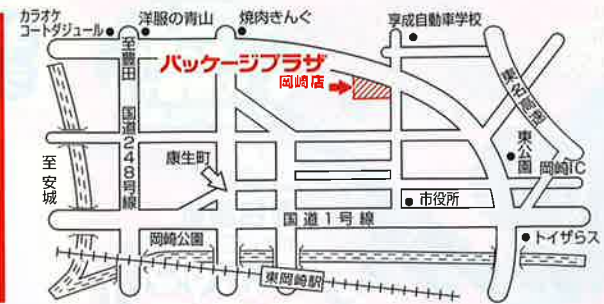 カラオケ
コートダジュール
洋服の青山
焼肉きんぐ
享成自動車学校
至豊田
パッケージプラザ
岡崎店
東名高速
国道248号線
康生町
至安城
東公園
岡崎IC
市役所
国道1号線
岡崎公園
トイザらス
東岡崎駅